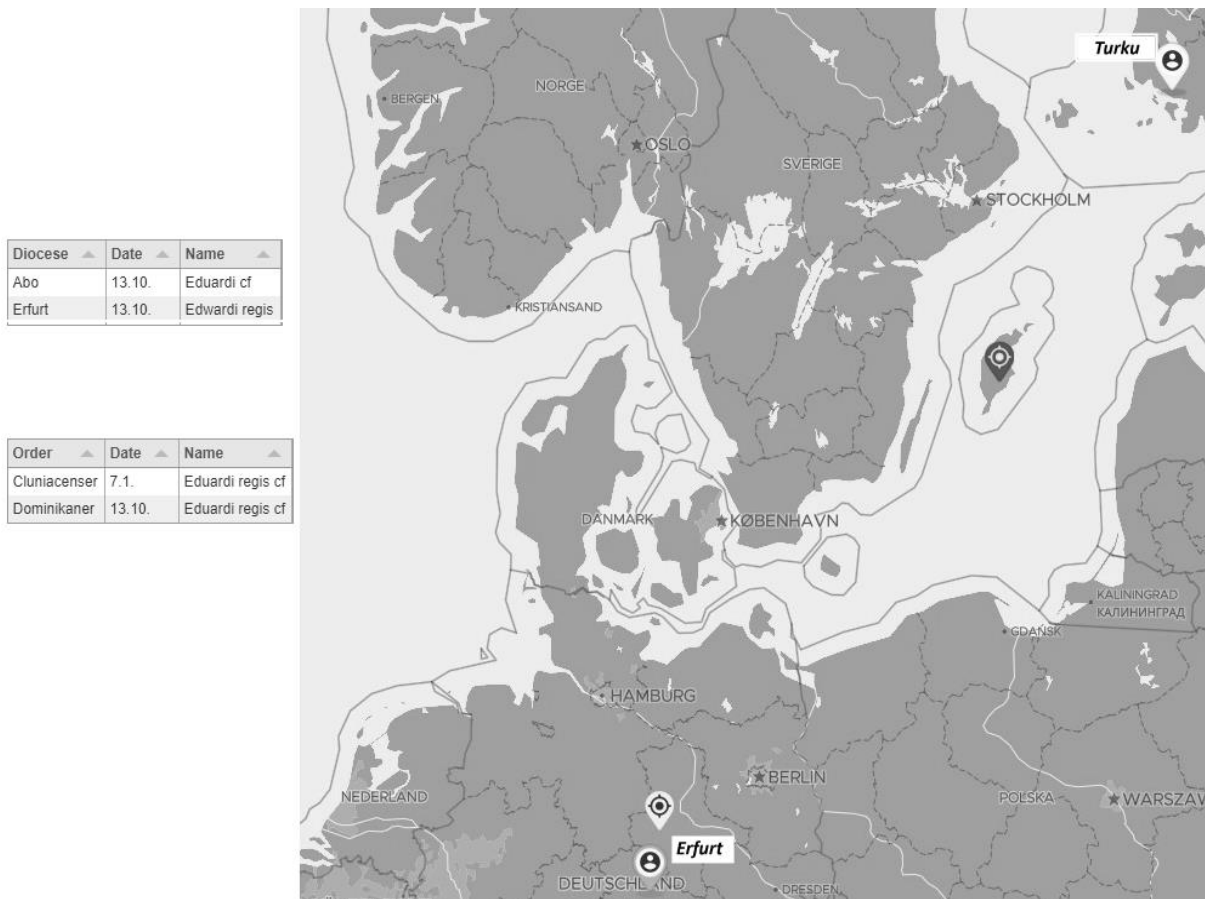 Diocese Date Name
Abo 13.10. Eduardi cf
Erfurt 13.10. Edwardi regis
Order Date Name
Cluniacenser 7.1. Eduardi regis cf
Dominikaner 13.10. Eduardi regis cf
Turku
NORGE
BERGEN
OSLO
SVERIGE
STOCKHOLM
KRISTIANSAND
DANMARK
KØBENHAVN
KALININGRAD
КАЛИНИНГРАД
GDAŃSK
HAMBURG
BERLIN
NEDERLAND
POLSKA
WARSZAW
Erfurt
DEUTSCHLAND
DRESDEN